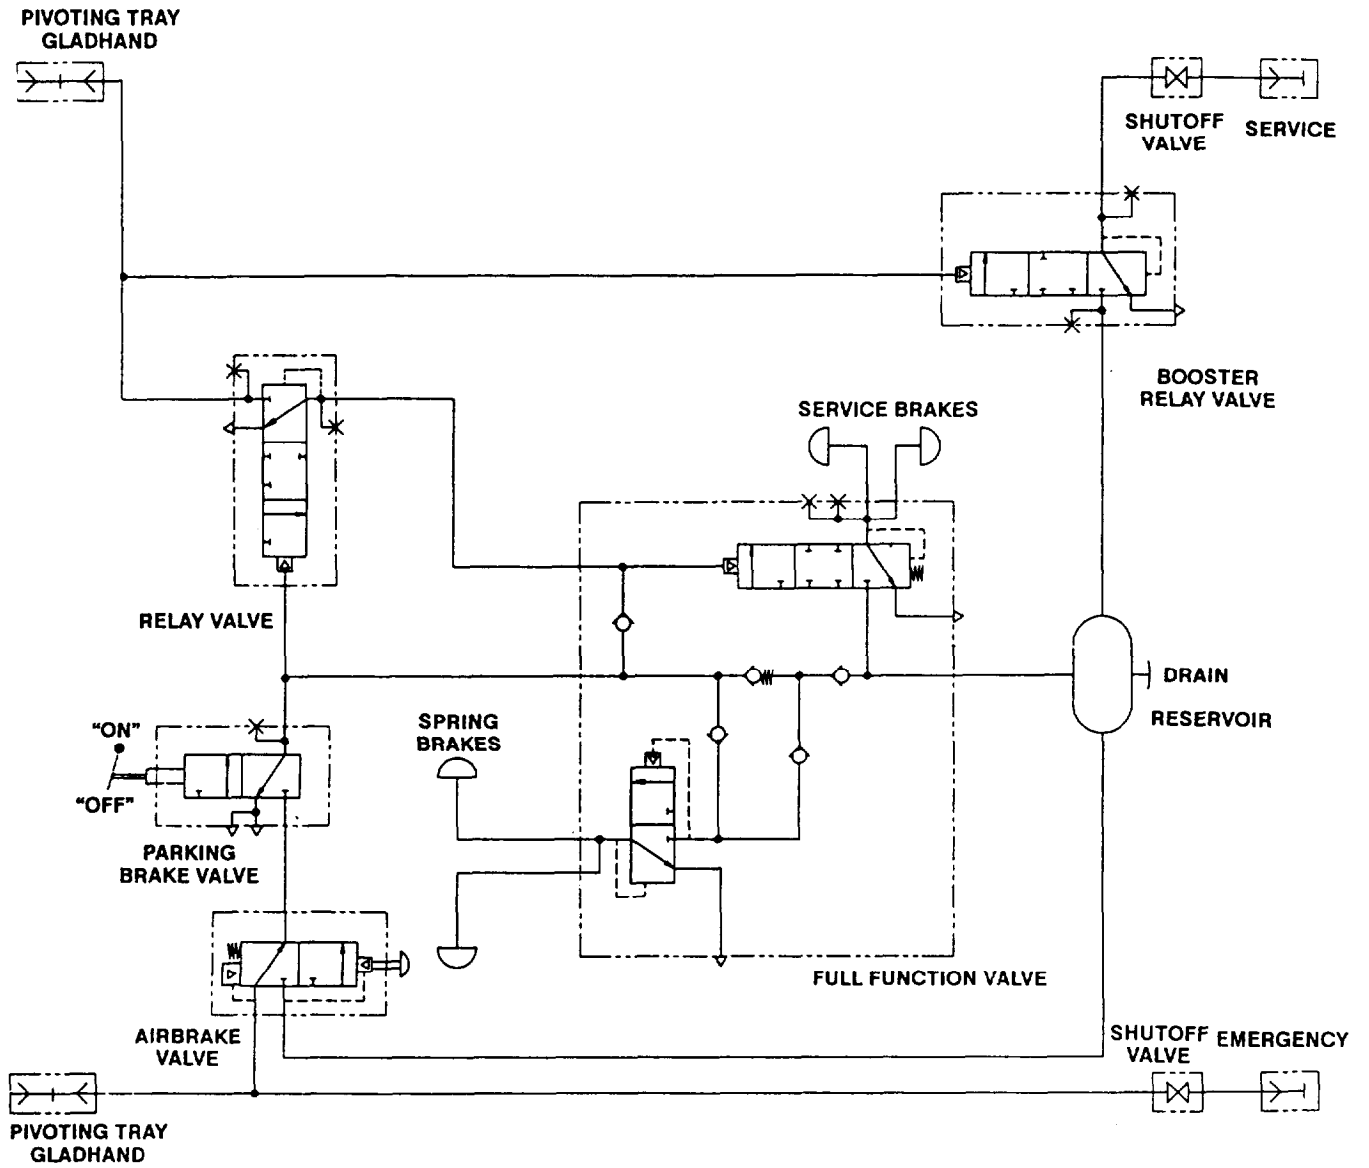 PIVOTING TRAY
GLADHAND
SHUTOFF
VALVE
SERVICE
BOOSTER
RELAY VALVE
SERVICE BRAKES
RELAY VALVE
DRAIN
RESERVOIR
SPRING
BRAKES
"ON"
"OFF"
PARKING
BRAKE VALVE
FULL FUNCTION VALVE
AIRBRAKE
VALVE
SHUTOFF
VALVE
EMERGENCY
PIVOTING TRAY
GLADHAND